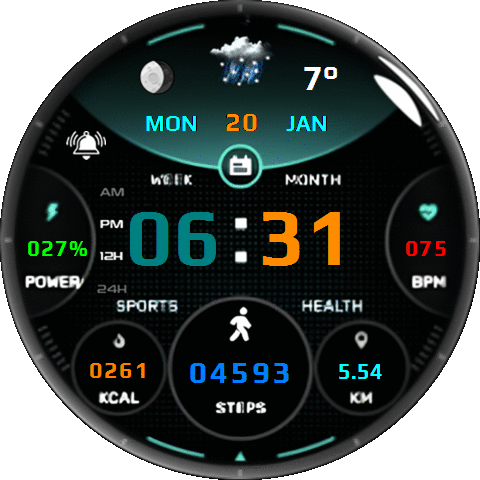 7º
MON 20 JAN
WEEK MONTH
AM
PM
12H
24H
06:31
027%
POWER
075
BPM
SPORTS HEALTH
0261
KCAL
04593
STEPS
5.54
KM